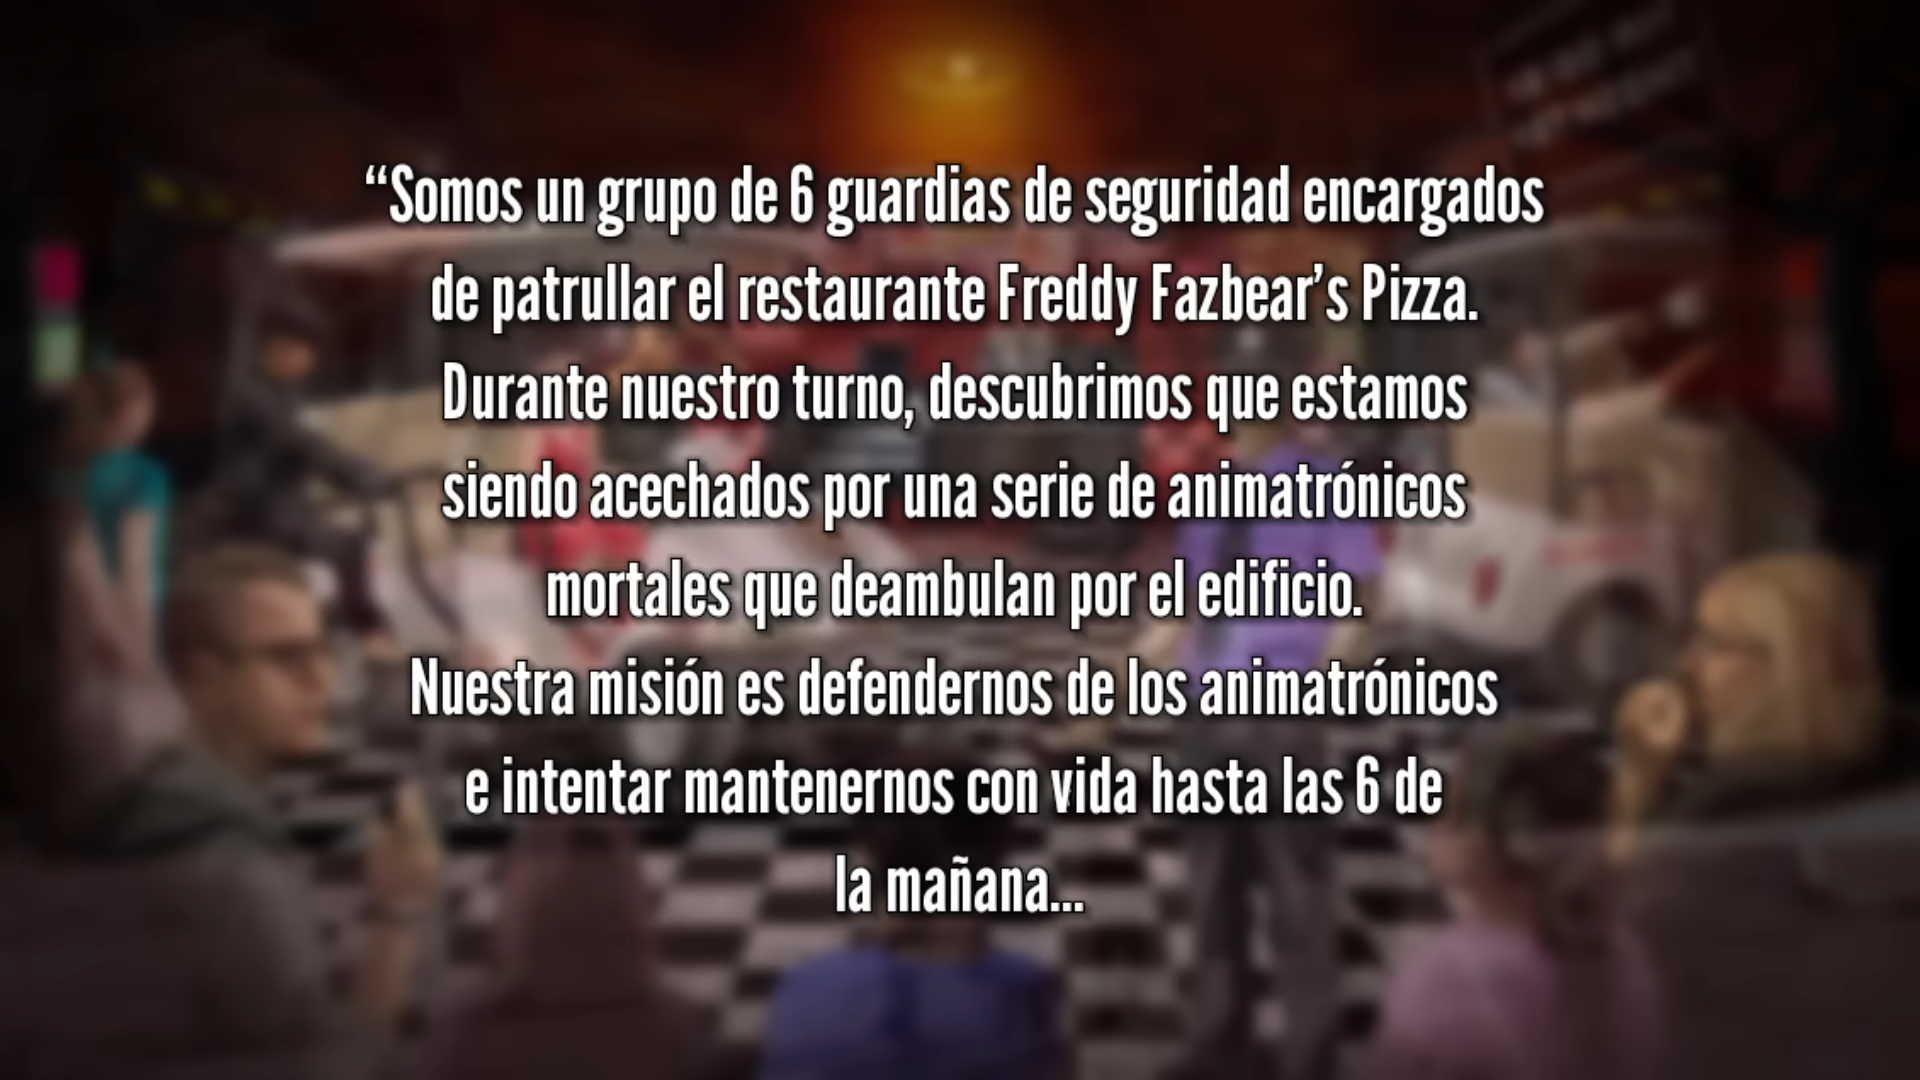 “Somos un grupo de 6 guardias de seguridad encargados
de patrullar el restaurante Freddy Fazbear’s Pizza.
Durante nuestro turno, descubrimos que estamos
siendo acechados por una serie de animatrónicos
mortales que deambulan por el edificio.
Nuestra misión es defendernos de los animatrónicos
e intentar mantenernos con vida hasta las 6 de
la mañana...